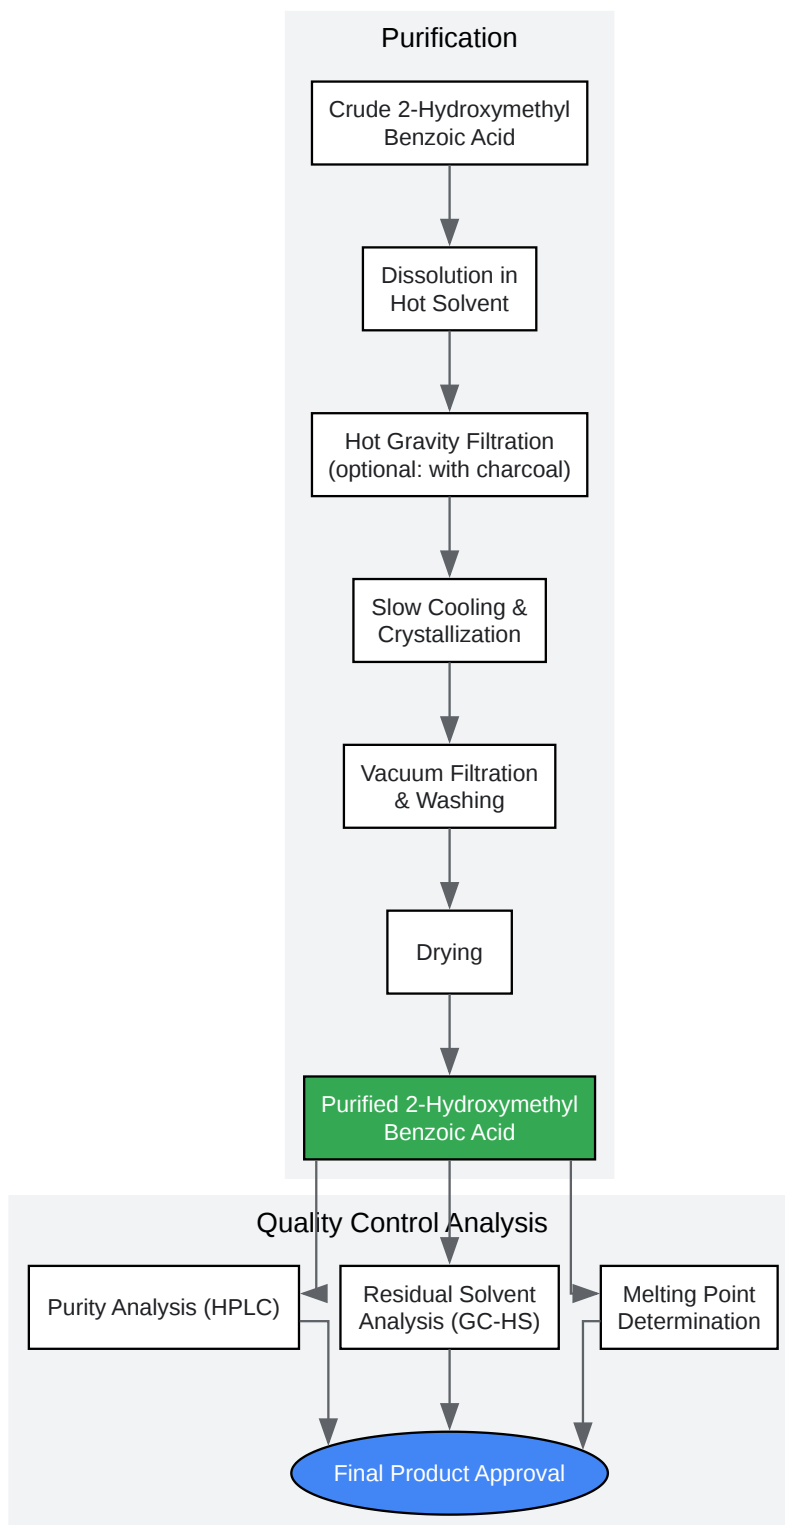 Purification
Crude 2-Hydroxymethyl
Benzoic Acid
Dissolution in
Hot Solvent
Hot Gravity Filtration
(optional: with charcoal)
Slow Cooling &
Crystallization
Vacuum Filtration
& Washing
Drying
Purified 2-Hydroxymethyl
Benzoic Acid
Quality Control Analysis
Purity Analysis (HPLC)
Residual Solvent
Analysis (GC-HS)
Melting Point
Determination
Final Product Approval